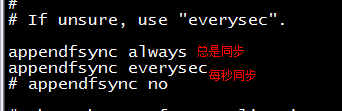 #
# If unsure, use "everysec".
appendfsync always 总是同步
appendfsync everysec 每秒同步
# appendfsync no